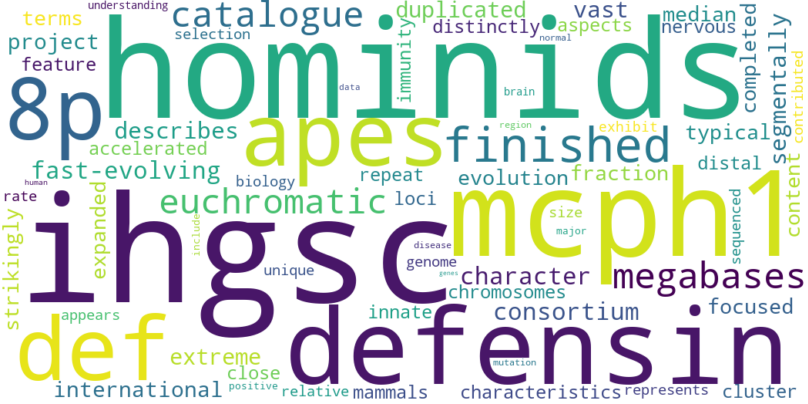 understanding
terms
catalogue
duplicated
vast
median
project
selection
distinctly
aspects
nervous
feature
hominids
normal
immunity
completed
segmentally
contributed
data
8p
describes
apes
brain
region
finished
exhibit
typical
accelerated
fast-evolving
biology
repeat
evolution
fraction
distal
content
human
rate
expanded
euchromatic
loci
mcph1
size
major
sequenced
strikingly
include
ihgsc
unique
disease
genome
genes
character
megabases
chromosomes
def
appears
innate
defensin
consortium
focused
extreme
close
mutation
international
positive
relative
mammals
characteristics
represents
cluster